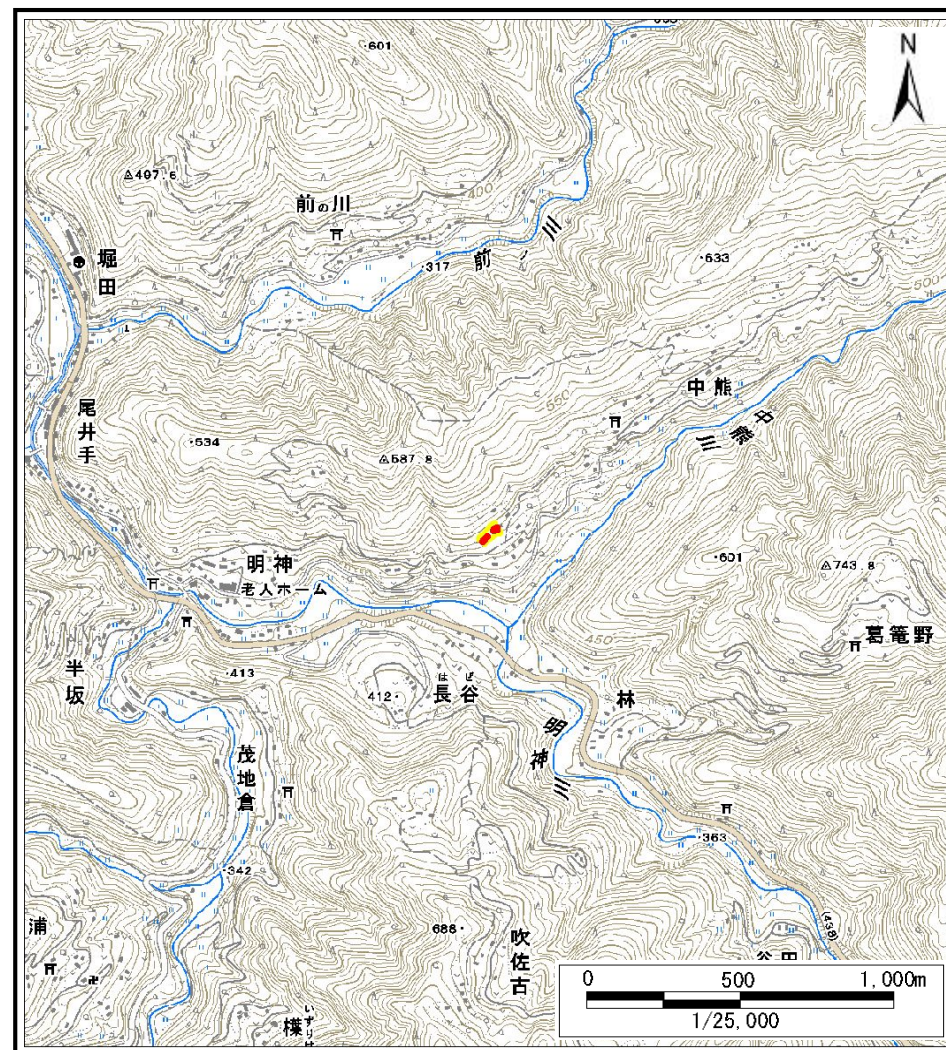 601
N
497.6
400
前の川
堀田
317
前ノ川
633
500
尾井手
中熊
550
中熊川
534
587.8
明神
老人ホーム
601
743.8
450
葛篭野
半坂
413
412
はぜ
長谷
林
明神川
茂地倉
363
342
浦
688
吹佐古
(438)
0 500 1,000m
1/25,000